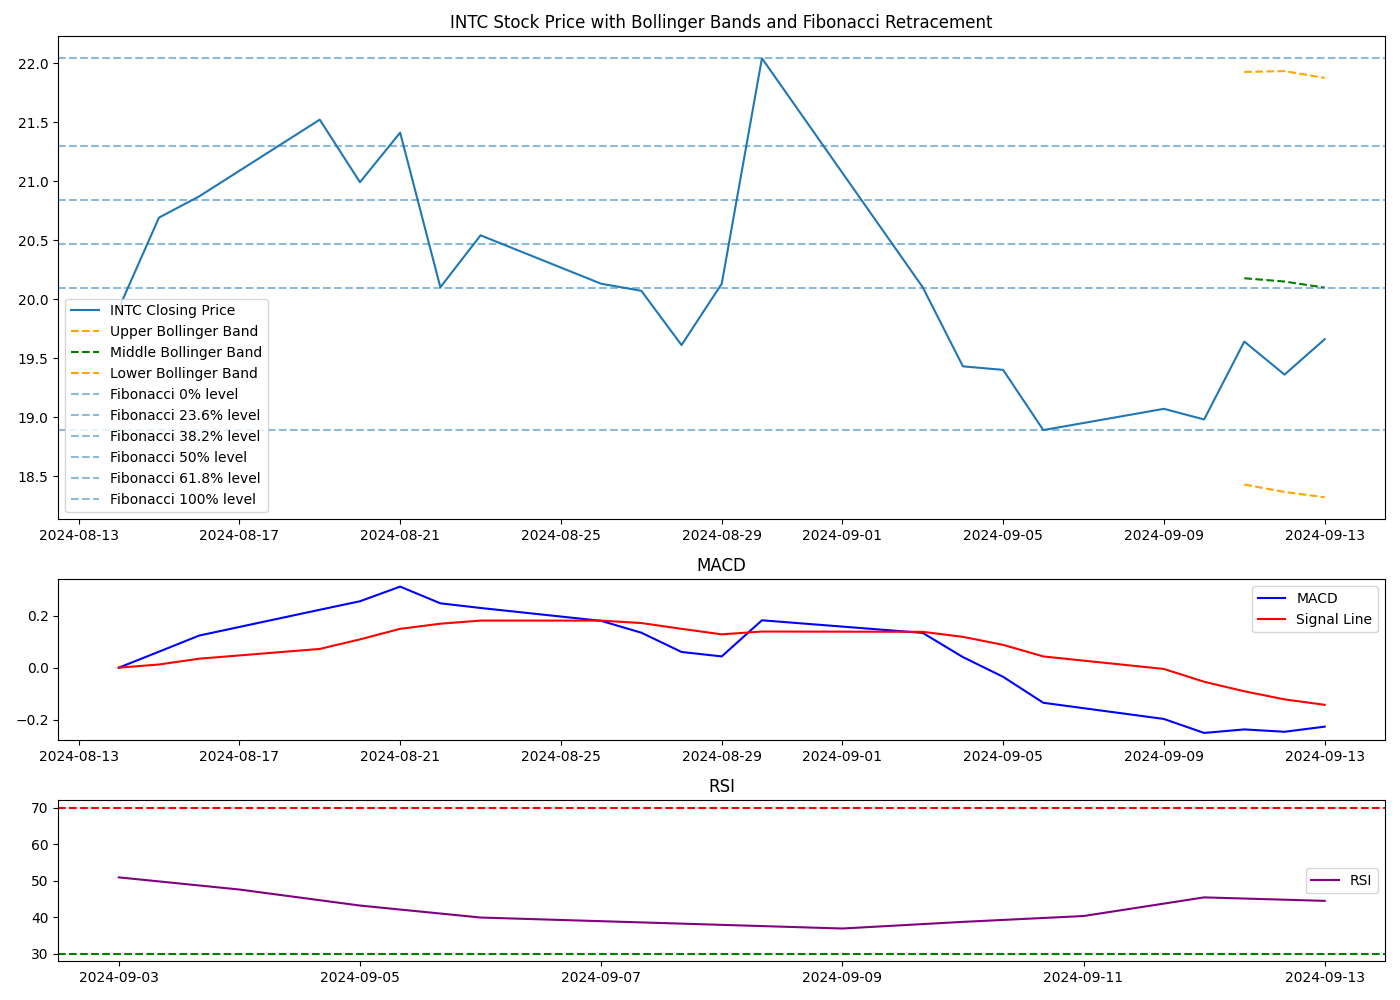 INTC Stock Price with Bollinger Bands and Fibonacci Retracement
22.0
21.5
21.0
20.5
20.0
19.5
19.0
18.5
INTC Closing Price
Upper Bollinger Band
Middle Bollinger Band
Lower Bollinger Band
Fibonacci 0% level
Fibonacci 23.6% level
Fibonacci 38.2% level
Fibonacci 50% level
Fibonacci 61.8% level
Fibonacci 100% level
2024-08-13 2024-08-17 2024-08-21 2024-08-25 2024-08-29 2024-09-01 2024-09-05 2024-09-09 2024-09-13
MACD
0.2
0.0
−0.2
MACD
Signal Line
2024-08-13 2024-08-17 2024-08-21 2024-08-25 2024-08-29 2024-09-01 2024-09-05 2024-09-09 2024-09-13
RSI
70
60
50
40
30
RSI
2024-09-03 2024-09-05 2024-09-07 2024-09-09 2024-09-11 2024-09-13